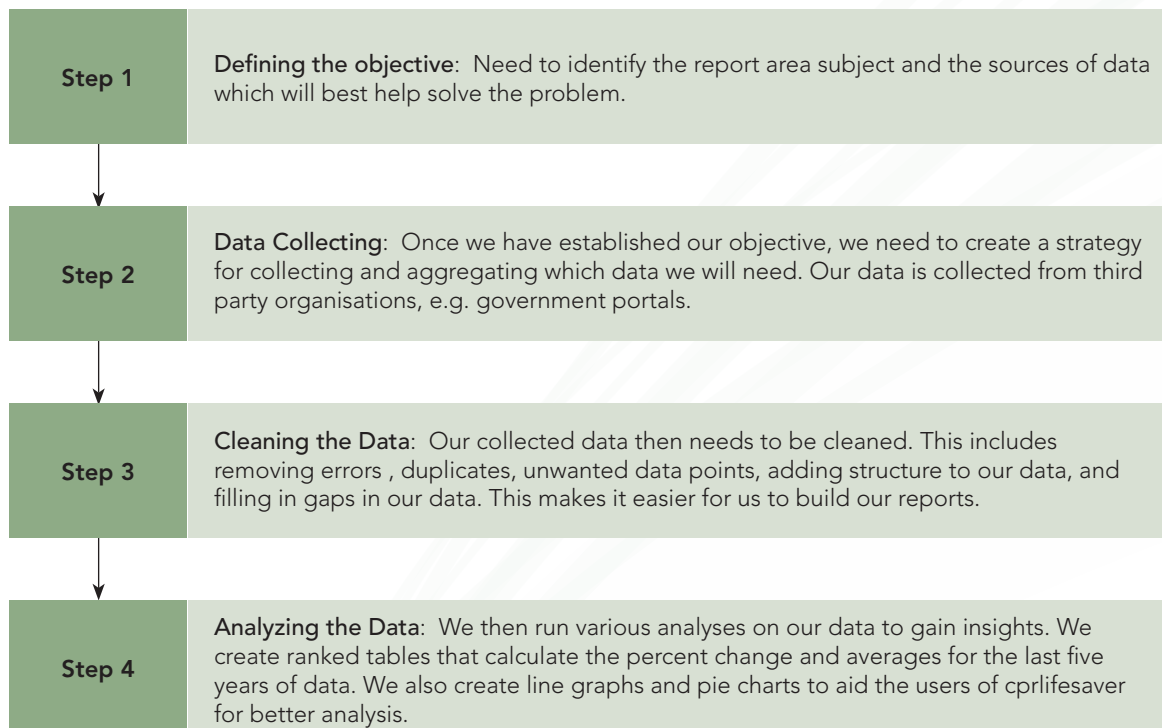 Step 1
Defining the objective: Need to identify the report area subject and the sources of data
which will best help solve the problem.
Step 2
Data Collecting: Once we have established our objective, we need to create a strategy
for collecting and aggregating which data we will need. Our data is collected from third
party organisations, e.g. government portals.
Step 3
Cleaning the Data: Our collected data then needs to be cleaned. This includes
removing errors , duplicates, unwanted data points, adding structure to our data, and
filling in gaps in our data. This makes it easier for us to build our reports.
Step 4
Analyzing the Data: We then run various analyses on our data to gain insights. We
create ranked tables that calculate the percent change and averages for the last five
years of data. We also create line graphs and pie charts to aid the users of cprlifesaver
for better analysis.